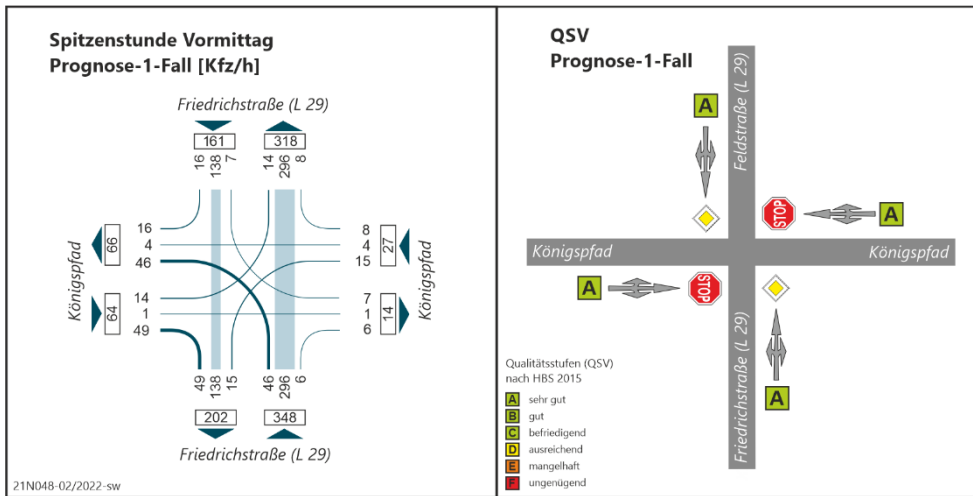 Spitzenstunde Vormittag
Prognose-1-Fall [Kfz/h]
Friedrichstraße (L 29)
161 318
16 138 7 14 296 8
Königspfad
66
16
4
46
64
14
1
49
8
4
15
27
7
1
6
14
Königspfad
49 138 15 46 296 6
202 348
Friedrichstraße (L 29)
21N048-02/2022-sw
QSV
Prognose-1-Fall
Feldstraße (L 29)
A
STOP
A
Königspfad
Königspfad
A
STOP
A
Friedrichstraße (L 29)
Qualitätsstufen (QSV)
nach HBS 2015
A sehr gut
B gut
C befriedigend
D ausreichend
E mangelhaft
F ungenügend